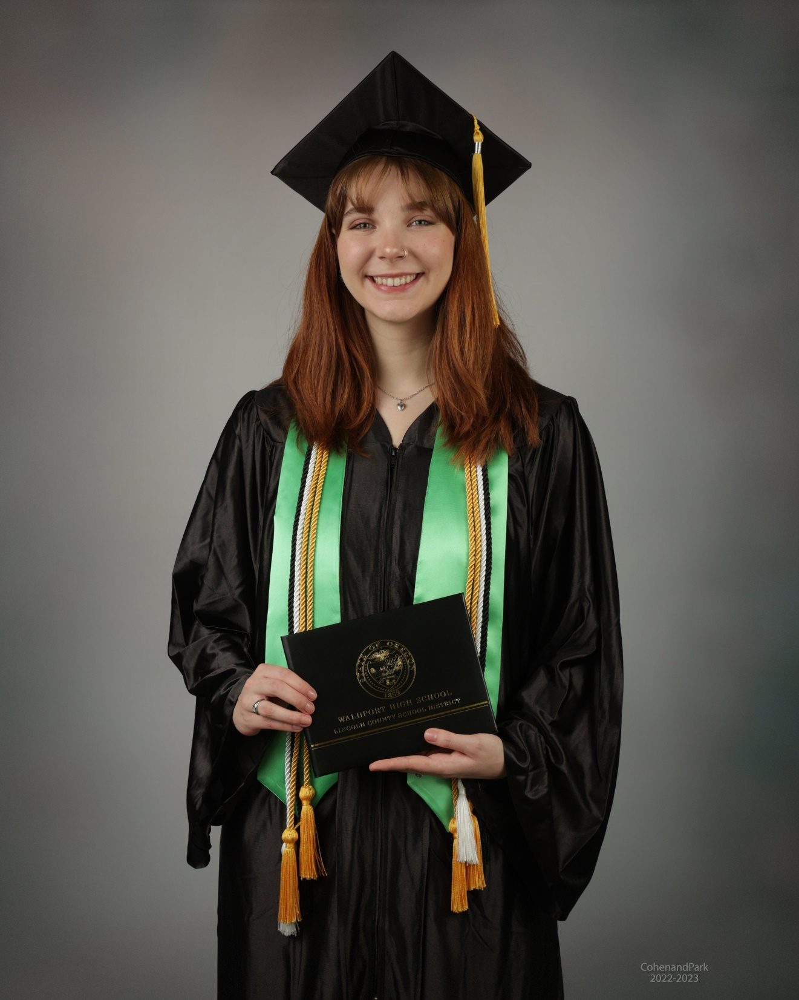 STATE OF OREGON
1859
WALDPORT HIGH SCHOOL
LINCOLN COUNTY SCHOOL DISTRICT
CohenandPark
2022-2023